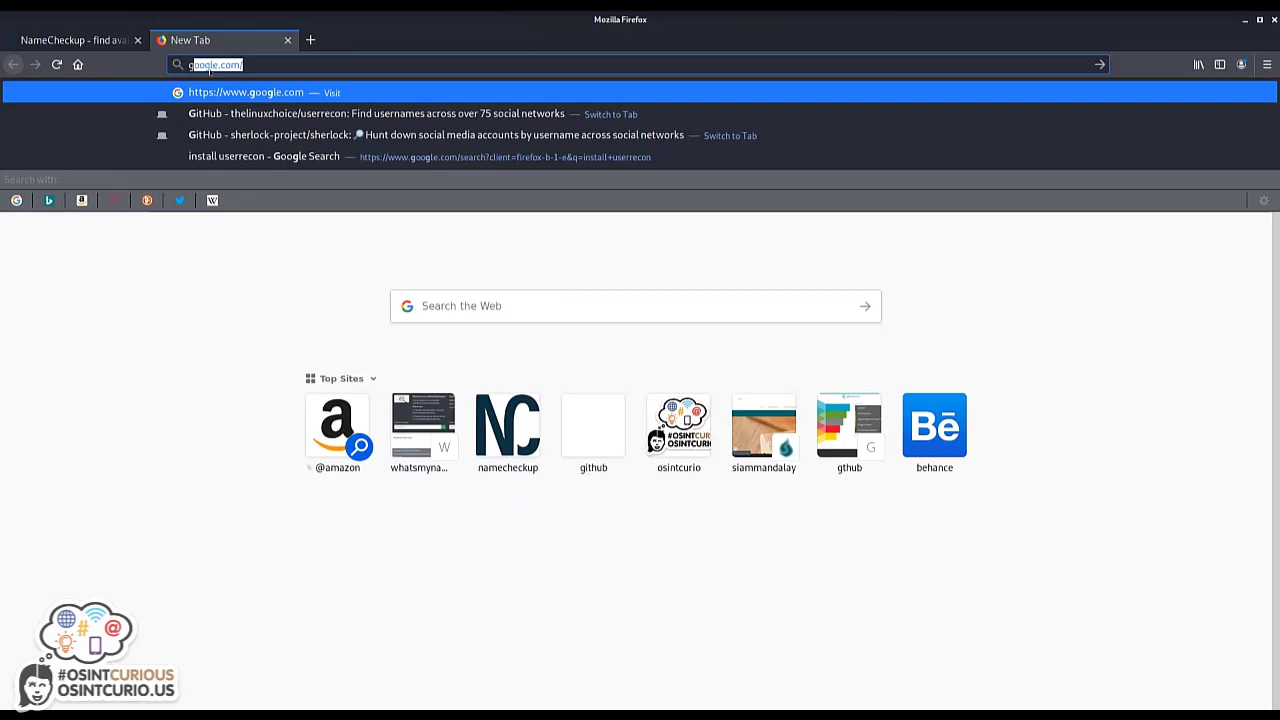 Mozilla Firefox
NameCheckup - find ava
New Tab
google.com/
https://www.google.com — Visit
GitHub - thelinuxchoice/userrecon: Find usernames across over 75 social networks — Switch to Tab
GitHub - sherlock-project/sherlock: 🔎 Hunt down social media accounts by username across social networks — Switch to Tab
install userrecon - Google Search — https://www.google.com/search?client=firefox-b-1-e&q=install+userrecon
Search with:
Search the Web
Top Sites
@amazon
whatsmyna...
namecheckup
github
osintcurio
siammandalay
gthub
behance
#OSINTCURIOUS
OSINTCURIO.US